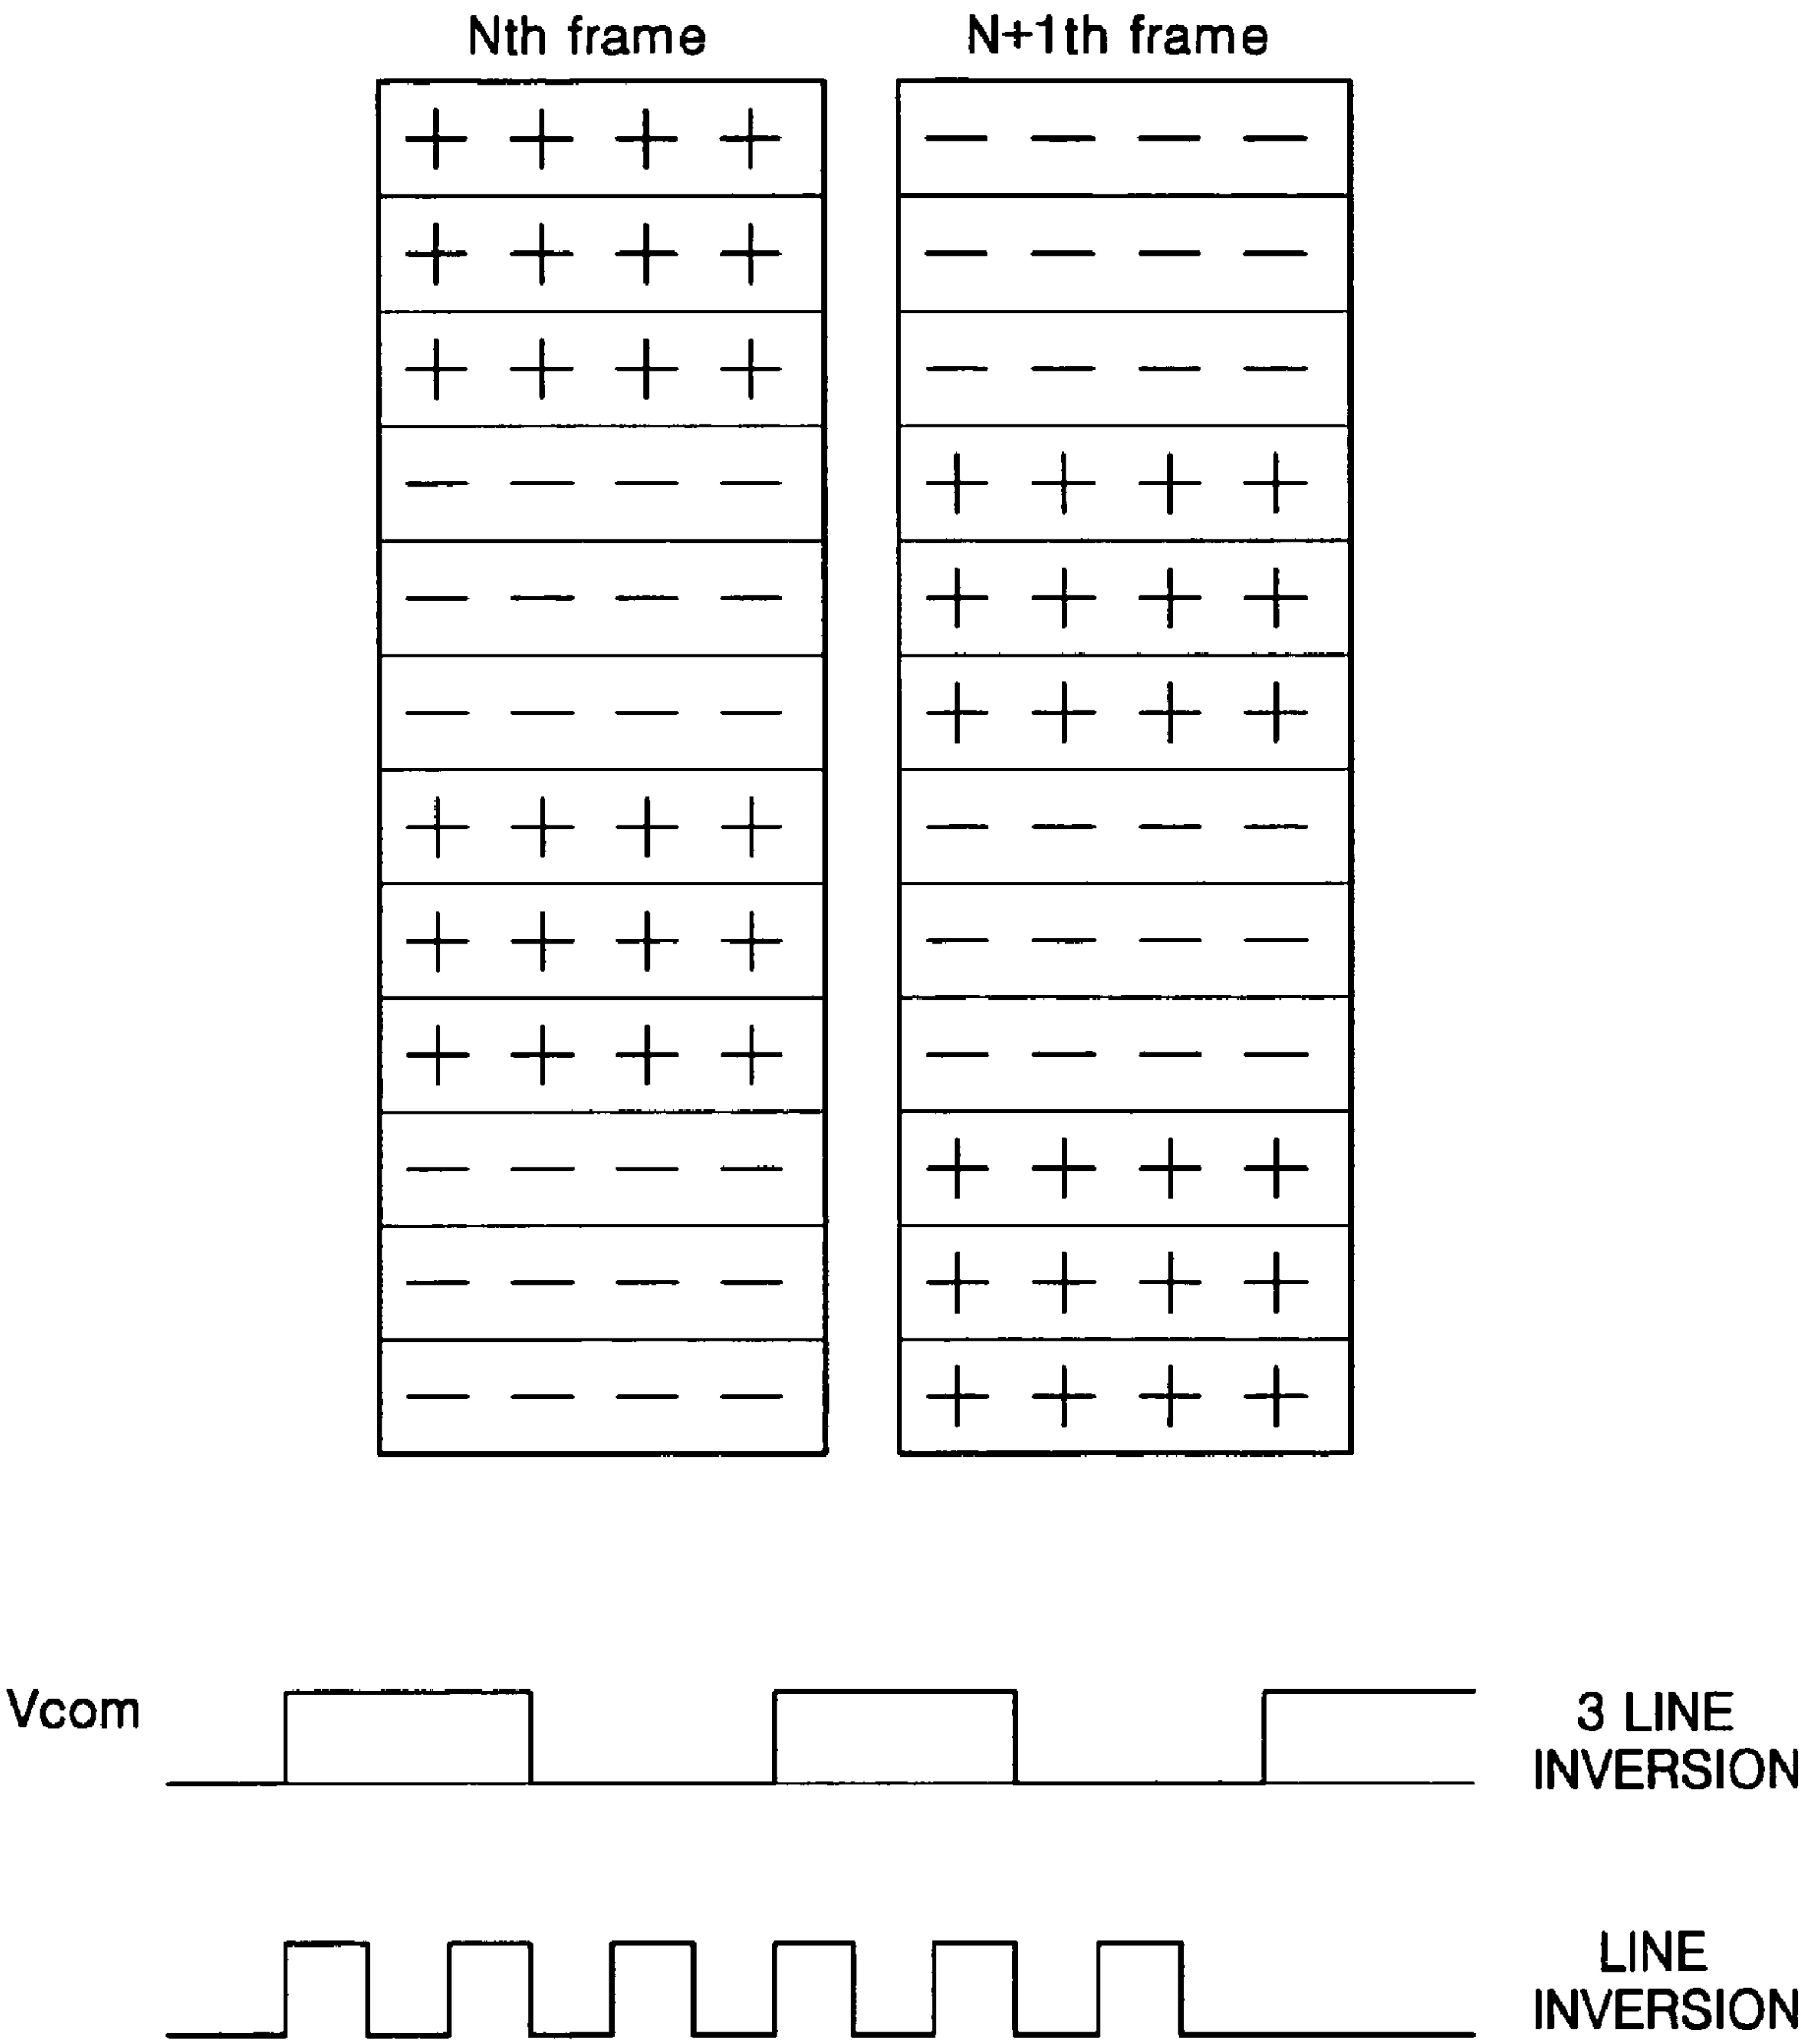 Nth frame
N+1th frame
+ + + +
- - - -
+ + + +
- - - -
+ + + +
- - - -
- - - -
+ + + +
- - - -
+ + + +
- - - -
+ + + +
+ + + +
- - - -
+ + + +
- - - -
+ + + +
- - - -
- - - -
+ + + +
- - - -
+ + + +
- - - -
+ + + +
Vcom
3 LINE
INVERSION
LINE
INVERSION